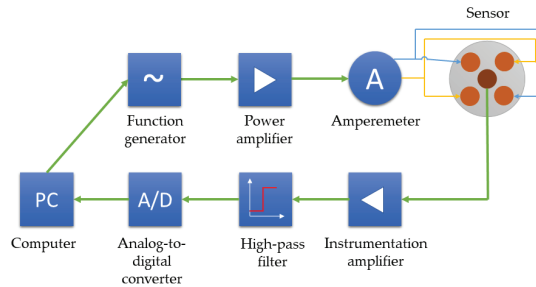 Sensor
~
A
Function
generator
Power
amplifier
Amperemeter
PC
A/D
Computer
Analog-to-
digital
converter
High-pass
filter
Instrumentation
amplifier